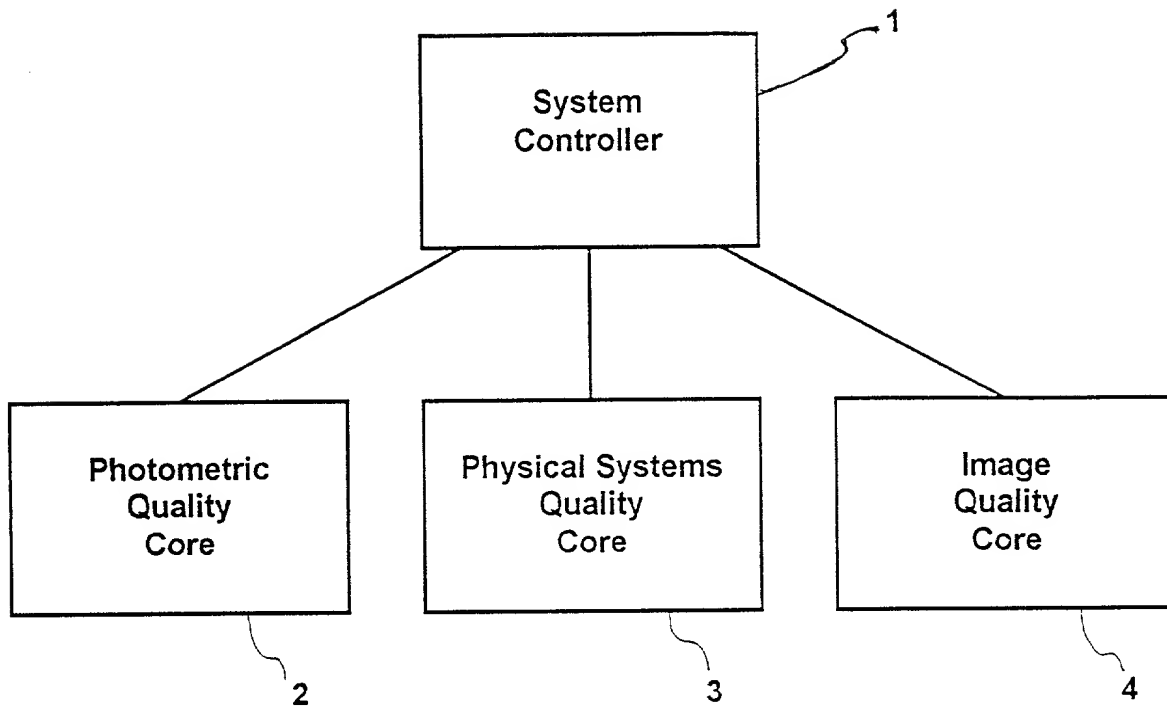 1
System
Controller
Photometric
Quality
Core
Physical Systems
Quality
Core
Image
Quality
Core
2
3
4